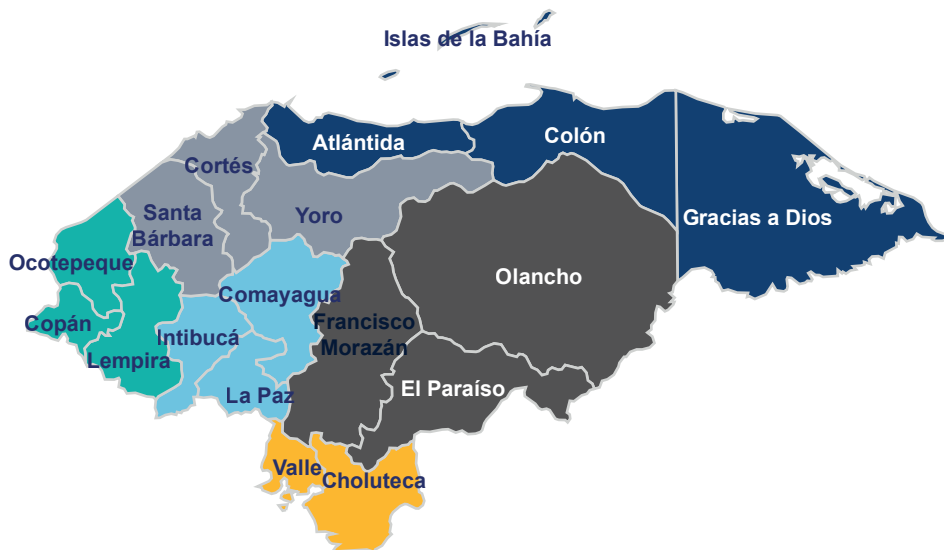 Islas de la Bahía
Atlántida
Colón
Cortés
Santa
Bárbara
Yoro
Gracias a Dios
Ocotepeque
Olancho
Comayagua
Copán
Intibucá
Francisco
Morazán
Lempira
La Paz
El Paraíso
Valle
Choluteca